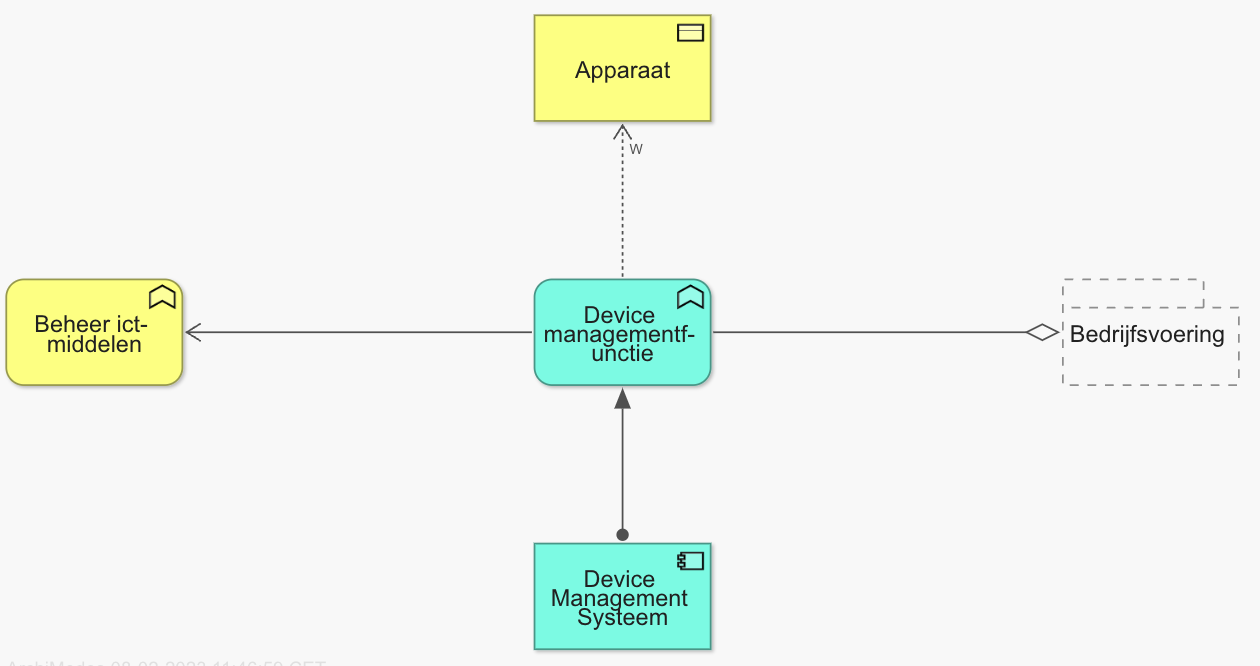 Apparaat
W
Beheer ict-
middelen
Device
managementf-
unctie
Bedrijfsvoering
Device
Management
Systeem